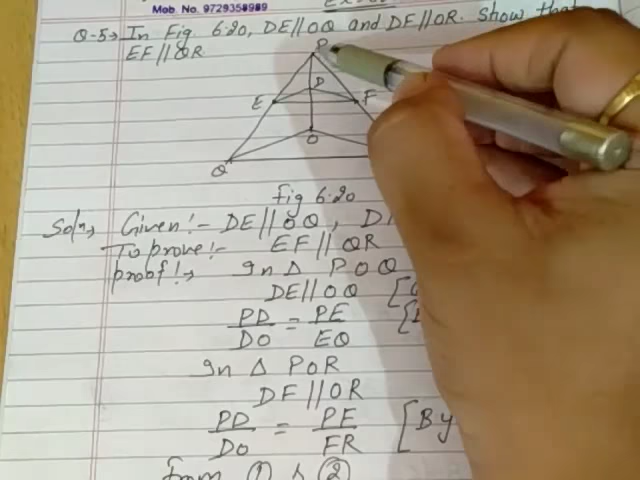 Mob. No. 9729358989
Q-5⇒ In Fig 6.20, DE||OQ and DF||OR. Show that
EF||QR
P
D
E
F
O
Q
fig 6.20
Soln, Given:- DE||OQ,
To prove:- EF||QR
proof:→ In Δ POQ
DE||OQ [
PD/DO = PE/EQ [
In Δ POR
DF||OR
PD/DO = PF/FR [By
from ① & ②